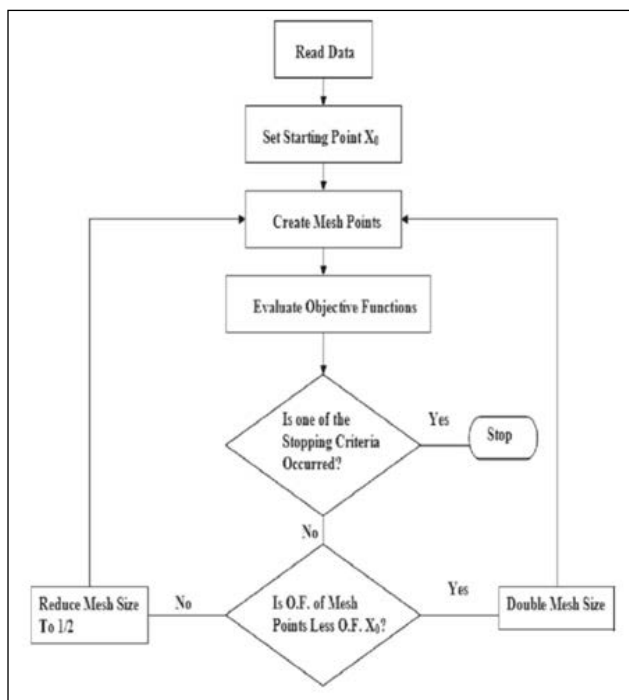 Read Data
Set Starting Point X₀
Create Mesh Points
Evaluate Objective Functions
Is one of the
Stopping Criteria
Occurred?
Yes
Stop
No
Is O.F. of Mesh
Points Less O.F. X₀?
No
Reduce Mesh Size
To 1/2
Yes
Double Mesh Size